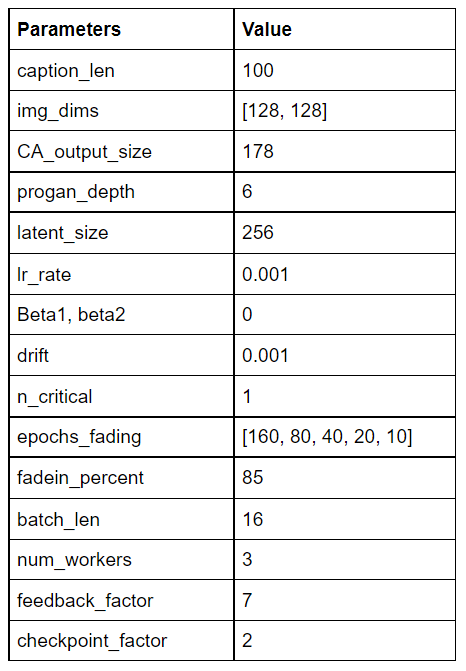 Parameters Value
caption_len 100
img_dims [128, 128]
CA_output_size 178
progan_depth 6
latent_size 256
lr_rate 0.001
Beta1, beta2 0
drift 0.001
n_critical 1
epochs_fading [160, 80, 40, 20, 10]
fadein_percent 85
batch_len 16
num_workers 3
feedback_factor 7
checkpoint_factor 2